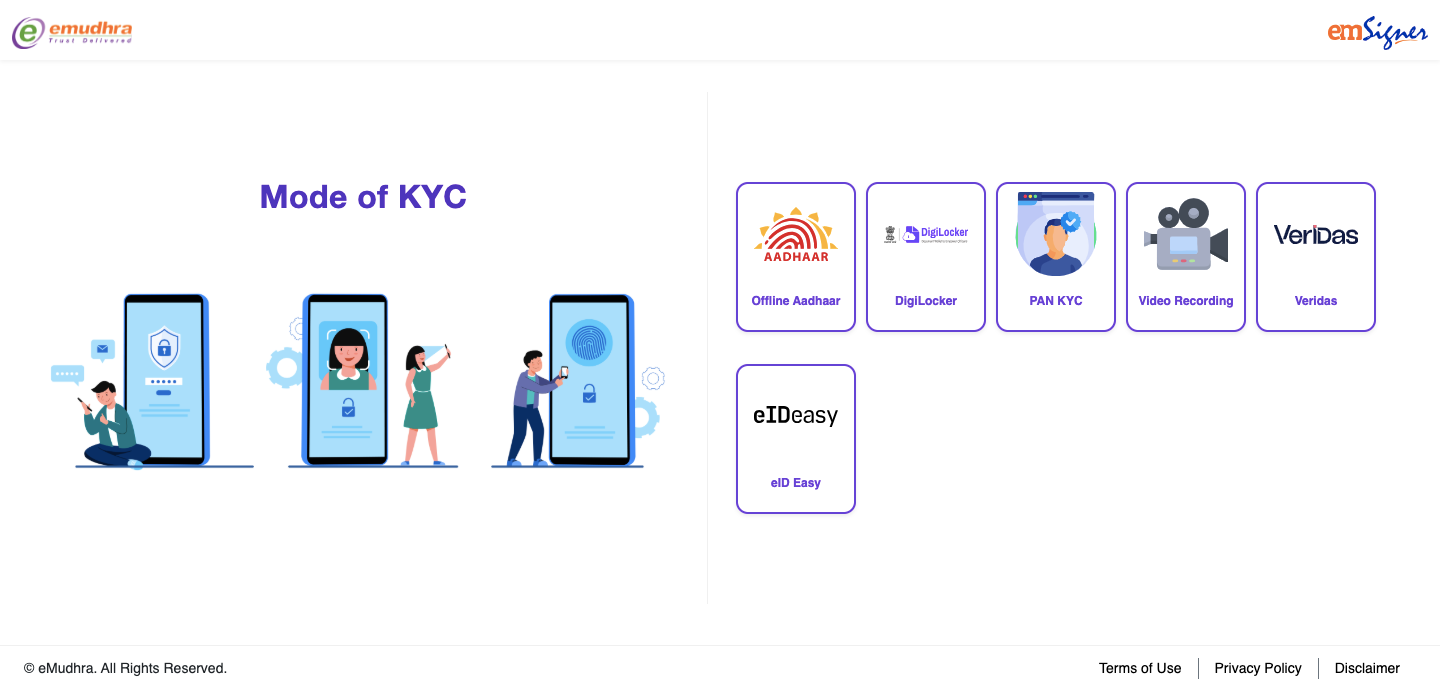 emudhra
Trust Delivered
emSigner
Mode of KYC
AADHAAR
Offline Aadhaar
DigiLocker
DigiLocker
PAN KYC
Video Recording
VeriDas
Veridas
eIDeasy
eID Easy
© eMudhra. All Rights Reserved.
Terms of Use
Privacy Policy
Disclaimer